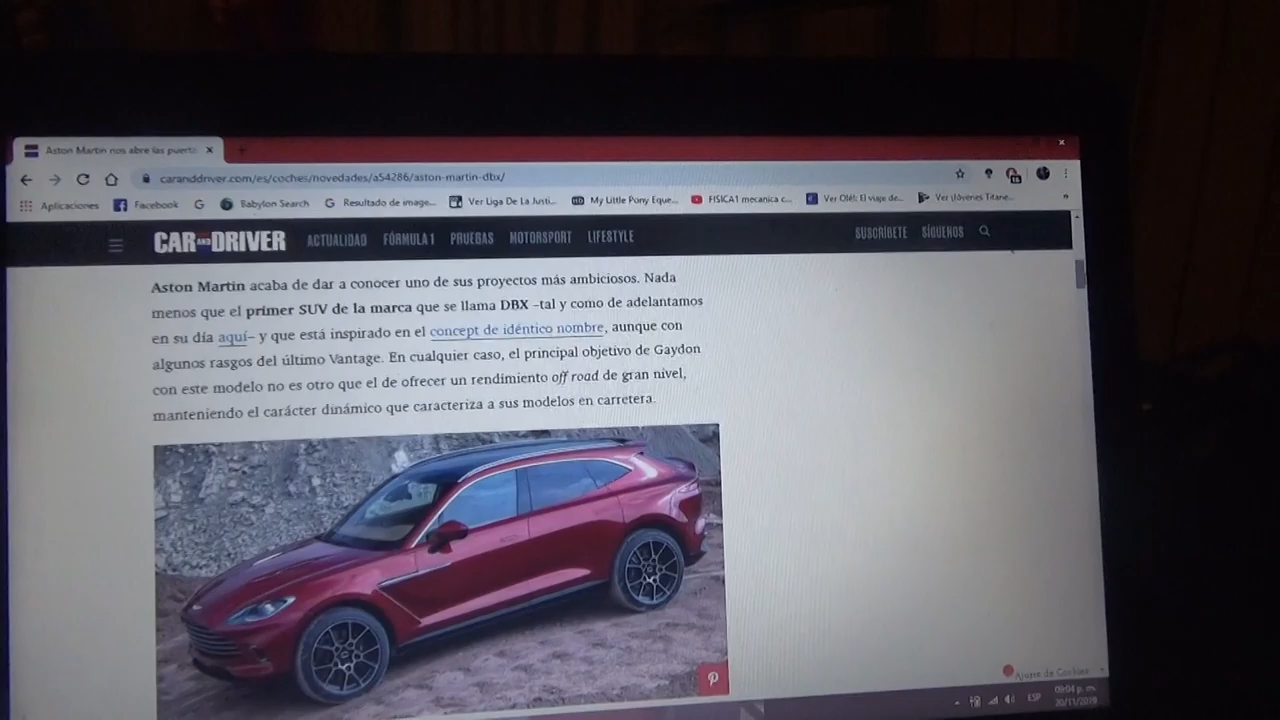 Aston Martin nos abre las puerta
caranddriver.com/es/coches/novedades/a54286/aston-martin-dbx/
Aplicaciones Facebook Babylon Search Resultado de image... Ver Liga De La Justi... My Little Pony Eque... FISICA1 mecanica c... Ver Olé!: El viaje de... Ver ¡Jóvenes Titane...
CAR AND DRIVER ACTUALIDAD FÓRMULA 1 PRUEBAS MOTORSPORT LIFESTYLE SUSCRÍBETE SÍGUENOS
Aston Martin acaba de dar a conocer uno de sus proyectos más ambiciosos. Nada
menos que el primer SUV de la marca que se llama DBX –tal y como de adelantamos
en su día aquí– y que está inspirado en el concept de idéntico nombre, aunque con
algunos rasgos del último Vantage. En cualquier caso, el principal objetivo de Gaydon
con este modelo no es otro que el de ofrecer un rendimiento off road de gran nivel,
manteniendo el carácter dinámico que caracteriza a sus modelos en carretera.
Ajuste de Cookies
ESP 09:04 p. m.
20/11/2019